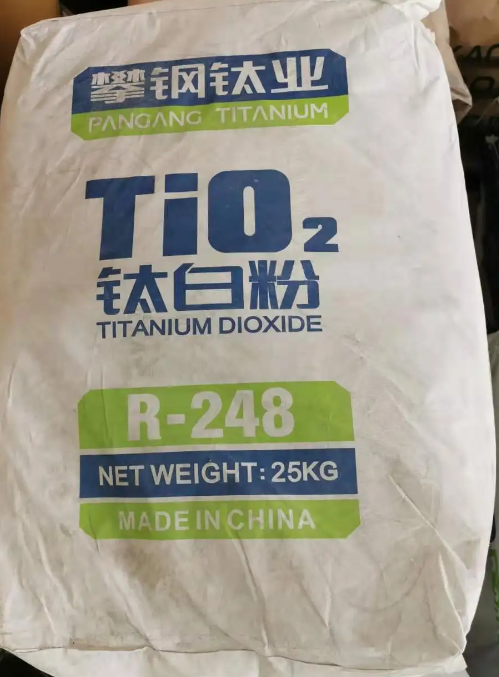 攀钢钛业
PANGANG TITANIUM
TiO2
钛白粉
TITANIUM DIOXIDE
R-248
NET WEIGHT: 25KG
MADE IN CHINA